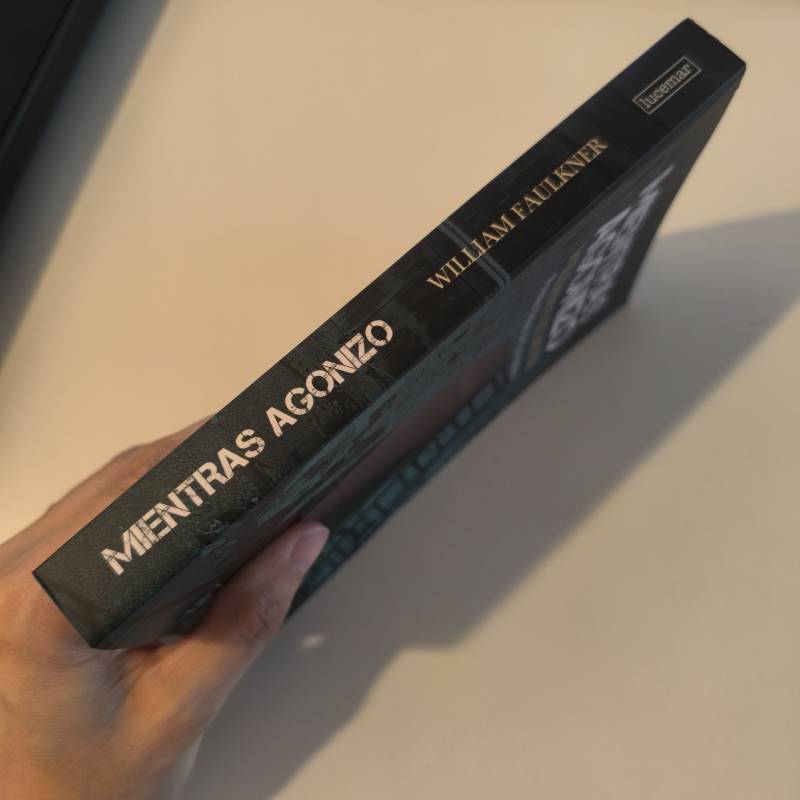 MIENTRAS AGONIZO
WILLIAM FAULKNER
lucemar